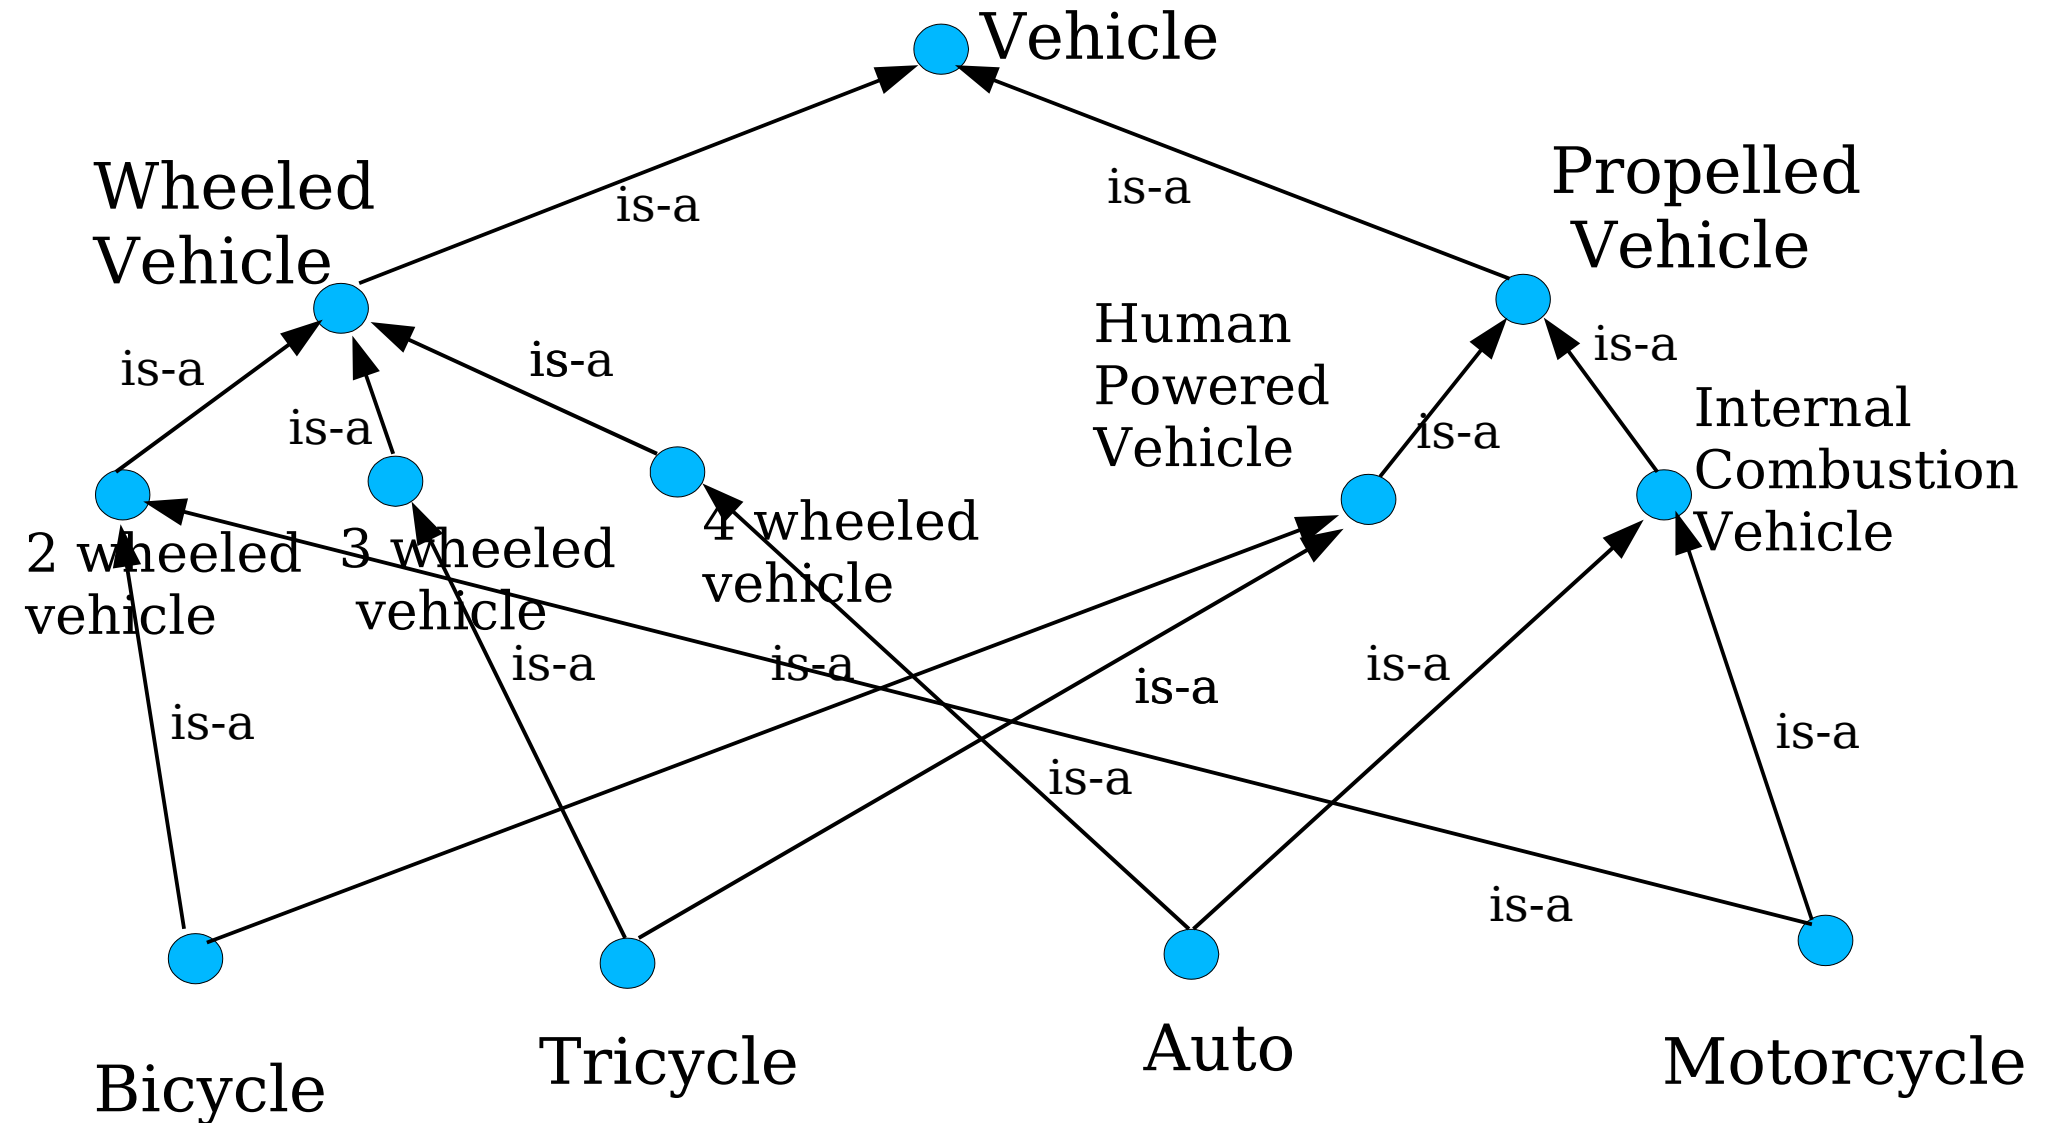 Vehicle
Wheeled
Vehicle
is-a
is-a
Propelled
Vehicle
is-a
is-a
is-a
Human
Powered
Vehicle
is-a
is-a
Internal
Combustion
Vehicle
2 wheeled
vehicle
3 wheeled
vehicle
4 wheeled
vehicle
is-a
is-a
is-a
is-a
is-a
is-a
is-a
is-a
Bicycle
Tricycle
Auto
Motorcycle